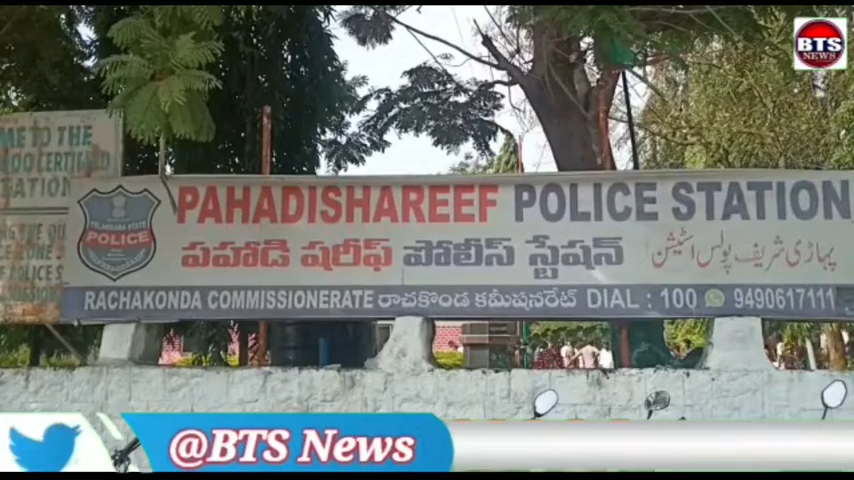 BTS
NEWS
ME TO THE
CERTIFIED
STATION
TELANGANA STATE
POLICE
PAHADISHAREEF POLICE STATION
పహాడి షరీఫ్ పోలీస్ స్టేషన్
پہاڑی شریف پولس اسٹیشن
RACHAKONDA COMMISSIONERATE రాచకొండ కమీషనరేట్ DIAL : 100 9490617111
@BTS News